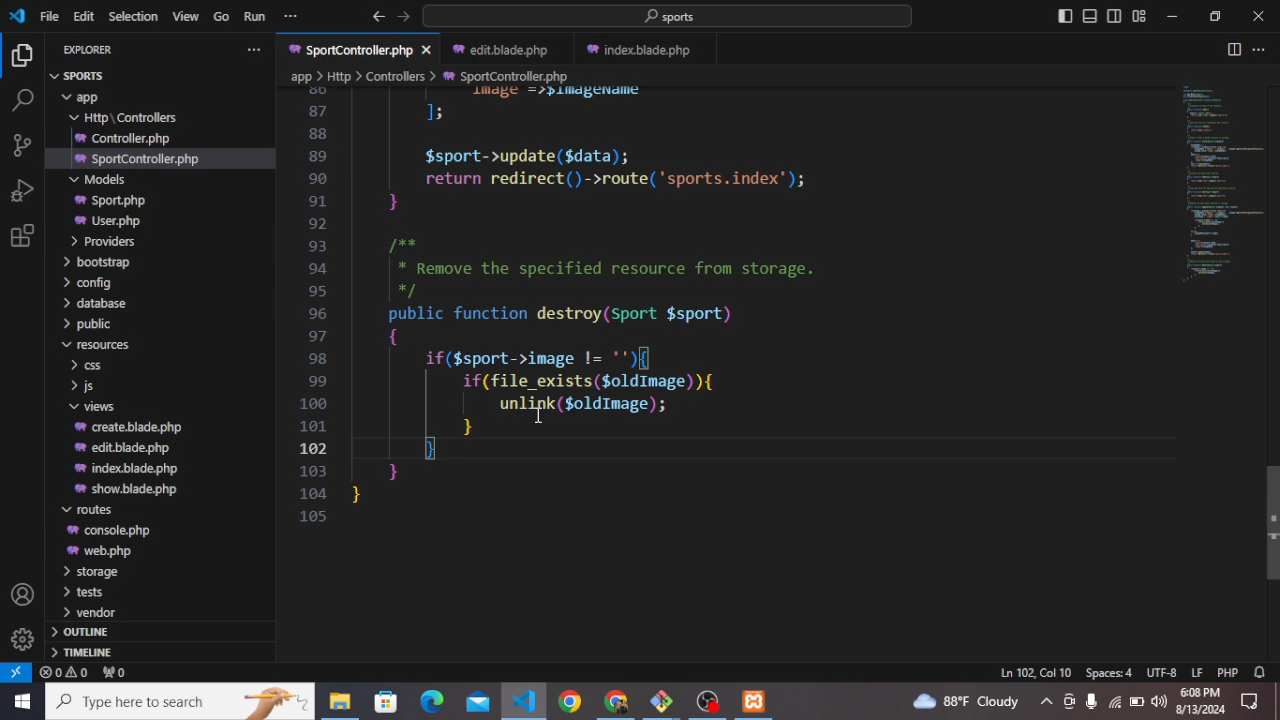 File Edit Selection View Go Run ··· sports
EXPLORER ···
SportController.php
edit.blade.php
index.blade.php
SPORTS
app > Http > Controllers > SportController.php
app
Http \ Controllers
Controller.php
SportController.php
Models
Sport.php
User.php
Providers
bootstrap
config
database
public
resources
css
js
views
create.blade.php
edit.blade.php
index.blade.php
show.blade.php
routes
console.php
web.php
storage
tests
vendor
OUTLINE
TIMELINE
86 'image'=>$imageName
87 ];
88
89 $sport->update($data);
90 return redirect()->route('sports.index');
91 }
92
93 /**
94 * Remove the specified resource from storage.
95 */
96 public function destroy(Sport $sport)
97 {
98 if($sport->image != ''){
99 if(file_exists($oldImage)){
100 unlink($oldImage);
101 }
102 }
103 }
104 }
105
0 0 0 Ln 102, Col 10 Spaces: 4 UTF-8 LF PHP
Type here to search
88°F Cloudy
6:08 PM
8/13/2024